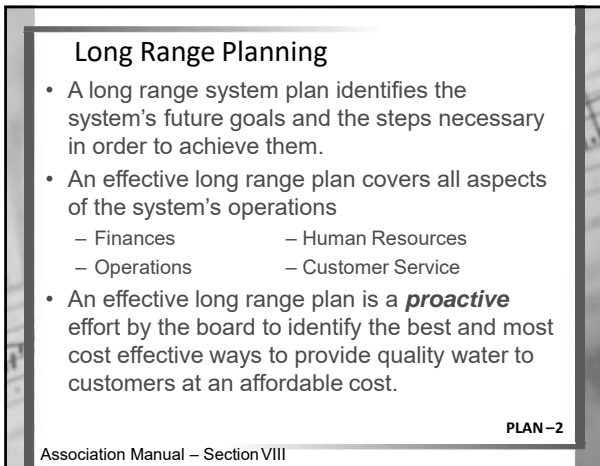 Long Range Planning
• A long range system plan identifies the
system's future goals and the steps necessary
in order to achieve them.
• An effective long range plan covers all aspects
of the system's operations
– Finances – Human Resources
– Operations – Customer Service
• An effective long range plan is a proactive
effort by the board to identify the best and most
cost effective ways to provide quality water to
customers at an affordable cost.
PLAN–2
Association Manual – Section VIII